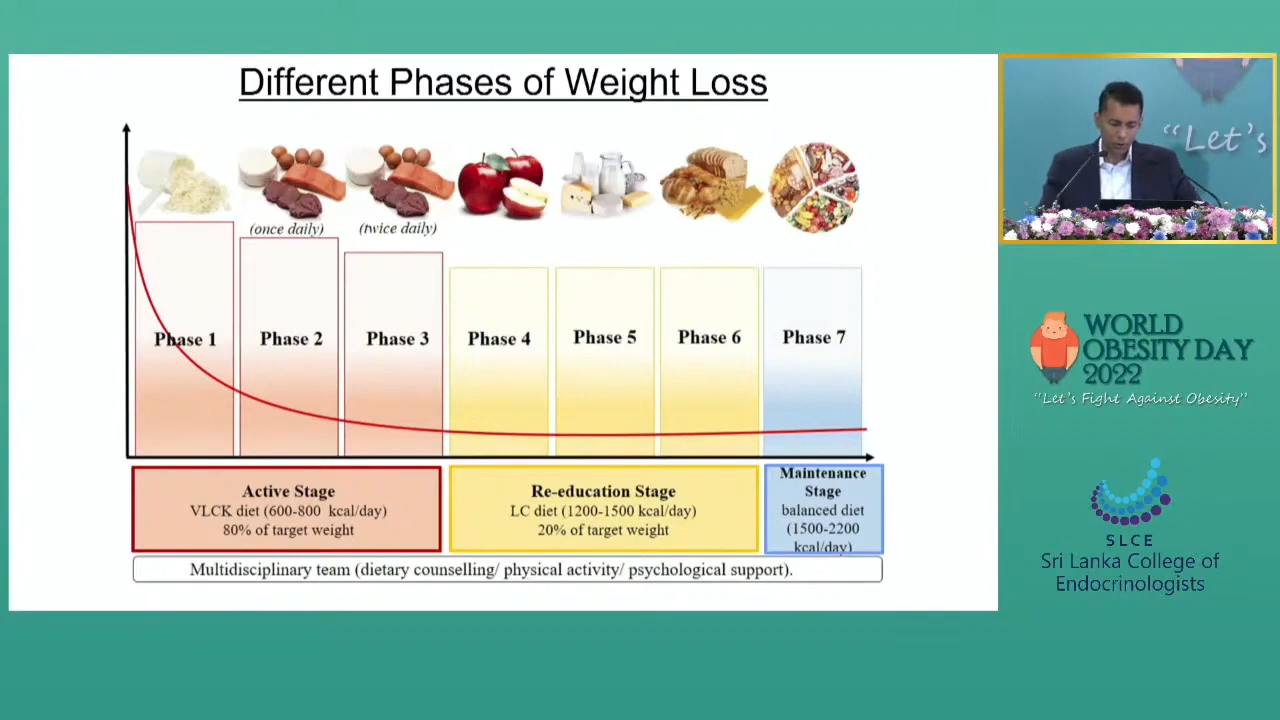 Different Phases of Weight Loss
(once daily)
(twice daily)
Phase 1
Phase 2
Phase 3
Phase 4
Phase 5
Phase 6
Phase 7
Active Stage
VLCK diet (600-800 kcal/day)
80% of target weight
Re-education Stage
LC diet (1200-1500 kcal/day)
20% of target weight
Maintenance
Stage
balanced diet
(1500-2200
kcal/day)
Multidisciplinary team (dietary counselling/ physical activity/ psychological support).
“Let’s
WORLD
OBESITY DAY
2022
“Let’s Fight Against Obesity”
SLCE
Sri Lanka College of
Endocrinologists